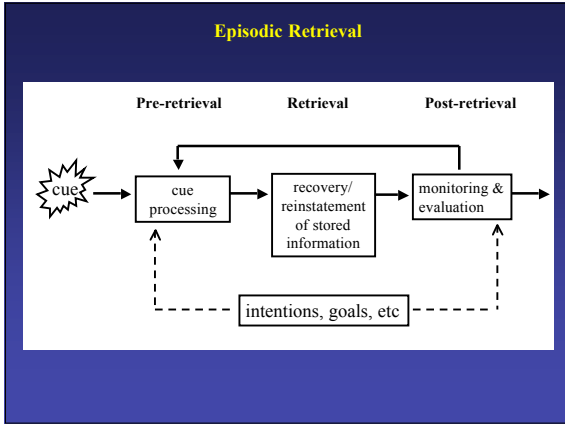 Episodic Retrieval
Pre-retrieval
Retrieval
Post-retrieval
cue
cue
processing
recovery/
reinstatement
of stored
information
monitoring &
evaluation
intentions, goals, etc